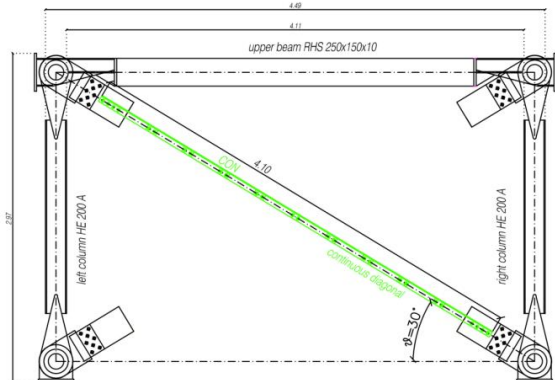 4.49
4.11
upper beam RHS 250x150x10
CON
4.10
2.97
left column HE 200 A
right column HE 200 A
continuous diagonal
ϑ=30°